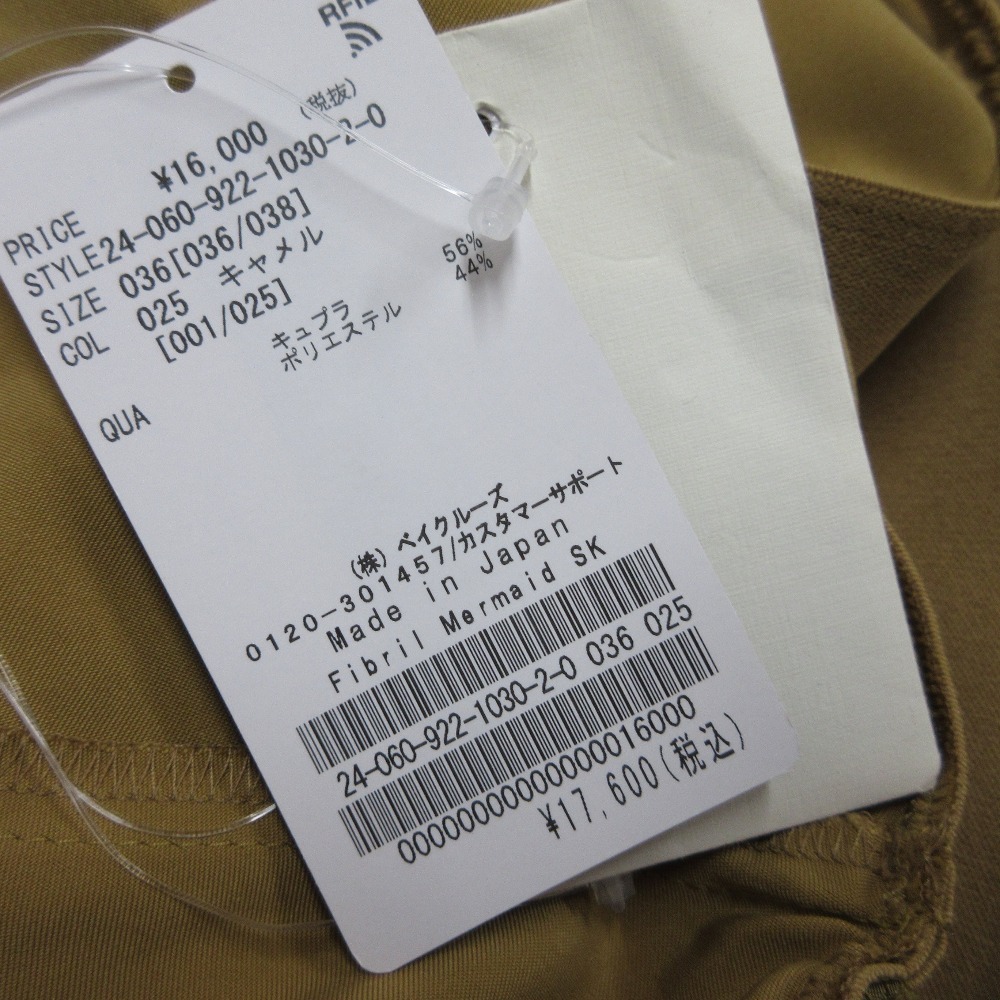 RFID
PRICE ¥16,000 (税抜)
STYLE 24-060-922-1030-2-0
SIZE 036[036/038]
COL 025 キャメル
[001/025]
QUA キュプラ 56%
ポリエステル 44%
(株) ベイクルーズ
0120-301457/カスタマーサポート
Made in Japan
Fibril Mermaid SK
24-060-922-1030-2-0 036 025
0000000000000016000
¥17,600(税込)